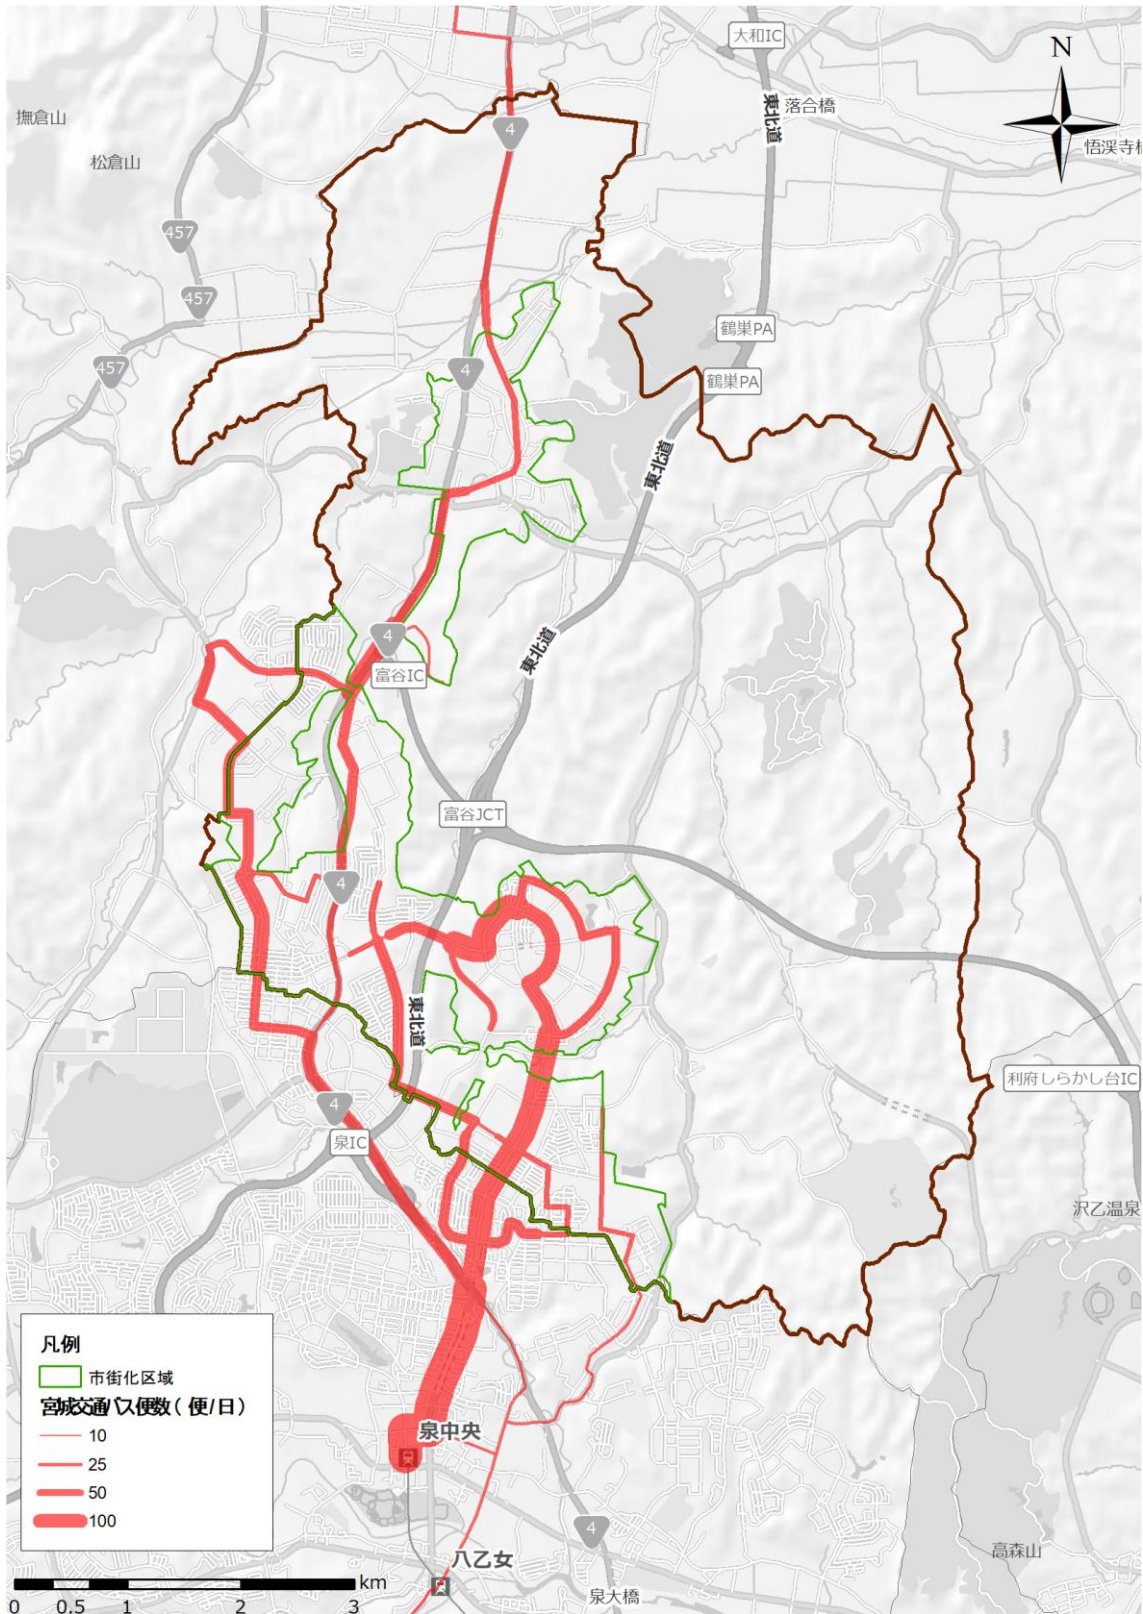 大和IC
N
東北道
落合橋
撫倉山
4
悟渓寺
松倉山
457
457
鶴巣PA
457
4
鶴巣PA
東北道
4
東北道
富谷IC
富谷JCT
4
東北道
利府しらかし台IC
4
泉IC
沢乙温泉
凡例
市街化区域
宮城交通バス便数(便/日)
10
25
50
100
泉中央
4
高森山
八乙女
泉大橋
km
0 0.5 1 2 3